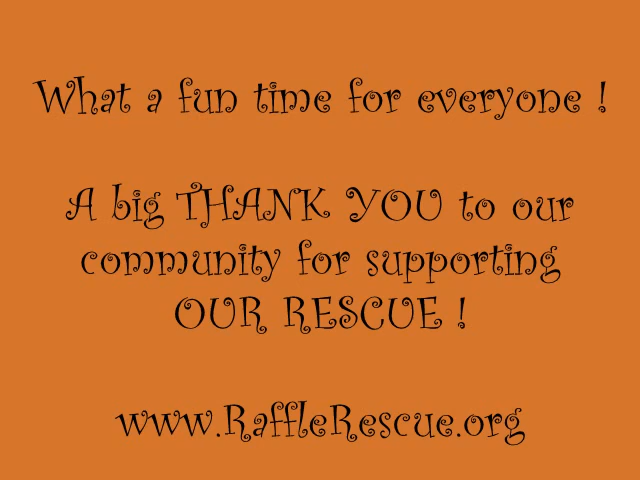 What a fun time for everyone !
A big THANK YOU to our
community for supporting
OUR RESCUE !
www.RaffleRescue.org